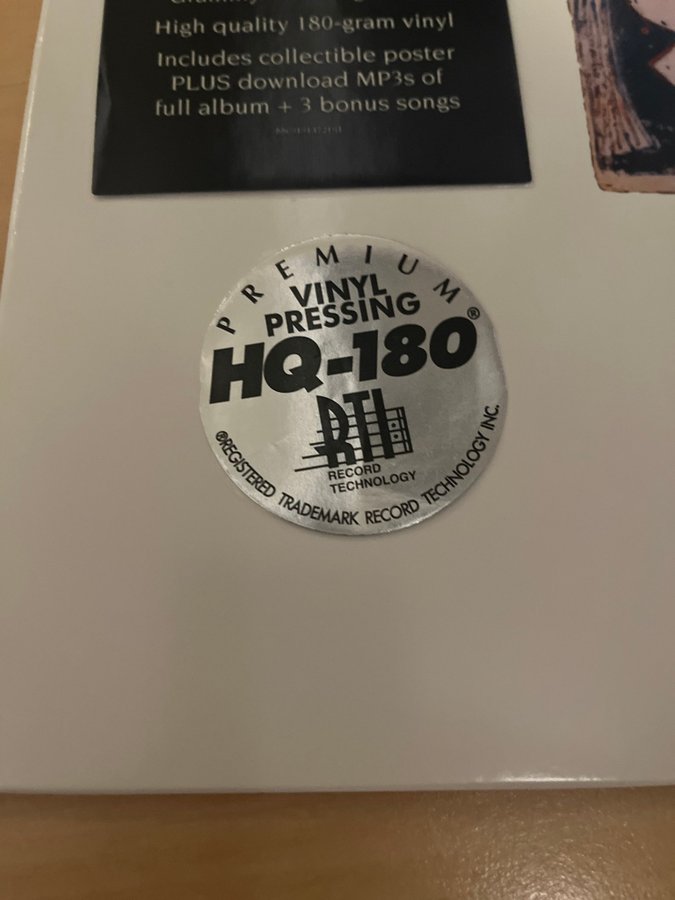 High quality 180-gram vinyl
Includes collectible poster
PLUS download MP3s of
full album + 3 bonus songs
PREMIUM
VINYL
PRESSING
HQ-180®
RTI
RECORD
TECHNOLOGY
®REGISTERED TRADEMARK RECORD TECHNOLOGY INC.